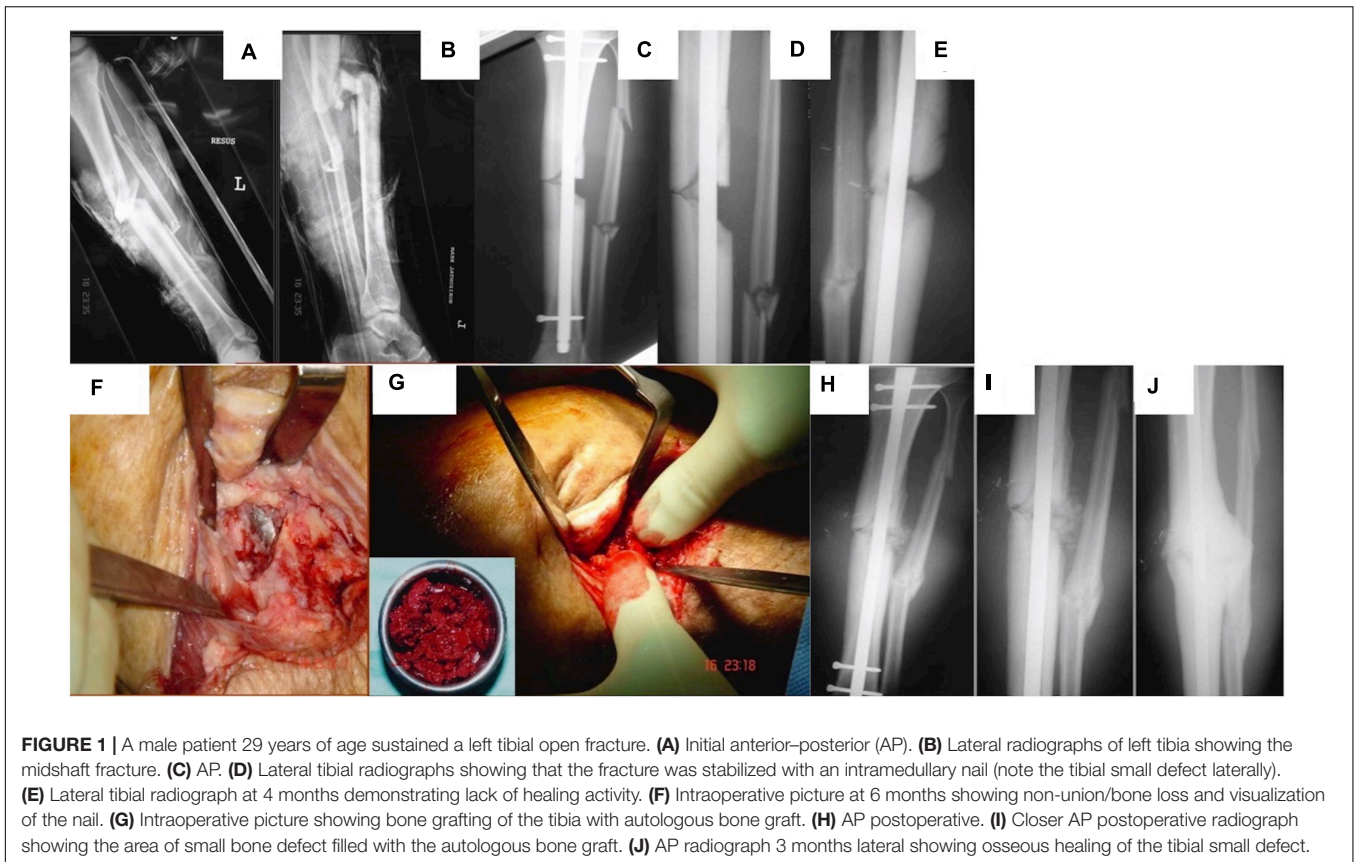 A
B
C
D
E
RESUS
L
16 23:35
16 23:35
F
G
H
I
J
16 23:18
FIGURE 1 | A male patient 29 years of age sustained a left tibial open fracture. (A) Initial anterior–posterior (AP). (B) Lateral radiographs of left tibia showing the
midshaft fracture. (C) AP. (D) Lateral tibial radiographs showing that the fracture was stabilized with an intramedullary nail (note the tibial small defect laterally).
(E) Lateral tibial radiograph at 4 months demonstrating lack of healing activity. (F) Intraoperative picture at 6 months showing non-union/bone loss and visualization
of the nail. (G) Intraoperative picture showing bone grafting of the tibia with autologous bone graft. (H) AP postoperative. (I) Closer AP postoperative radiograph
showing the area of small bone defect filled with the autologous bone graft. (J) AP radiograph 3 months lateral showing osseous healing of the tibial small defect.